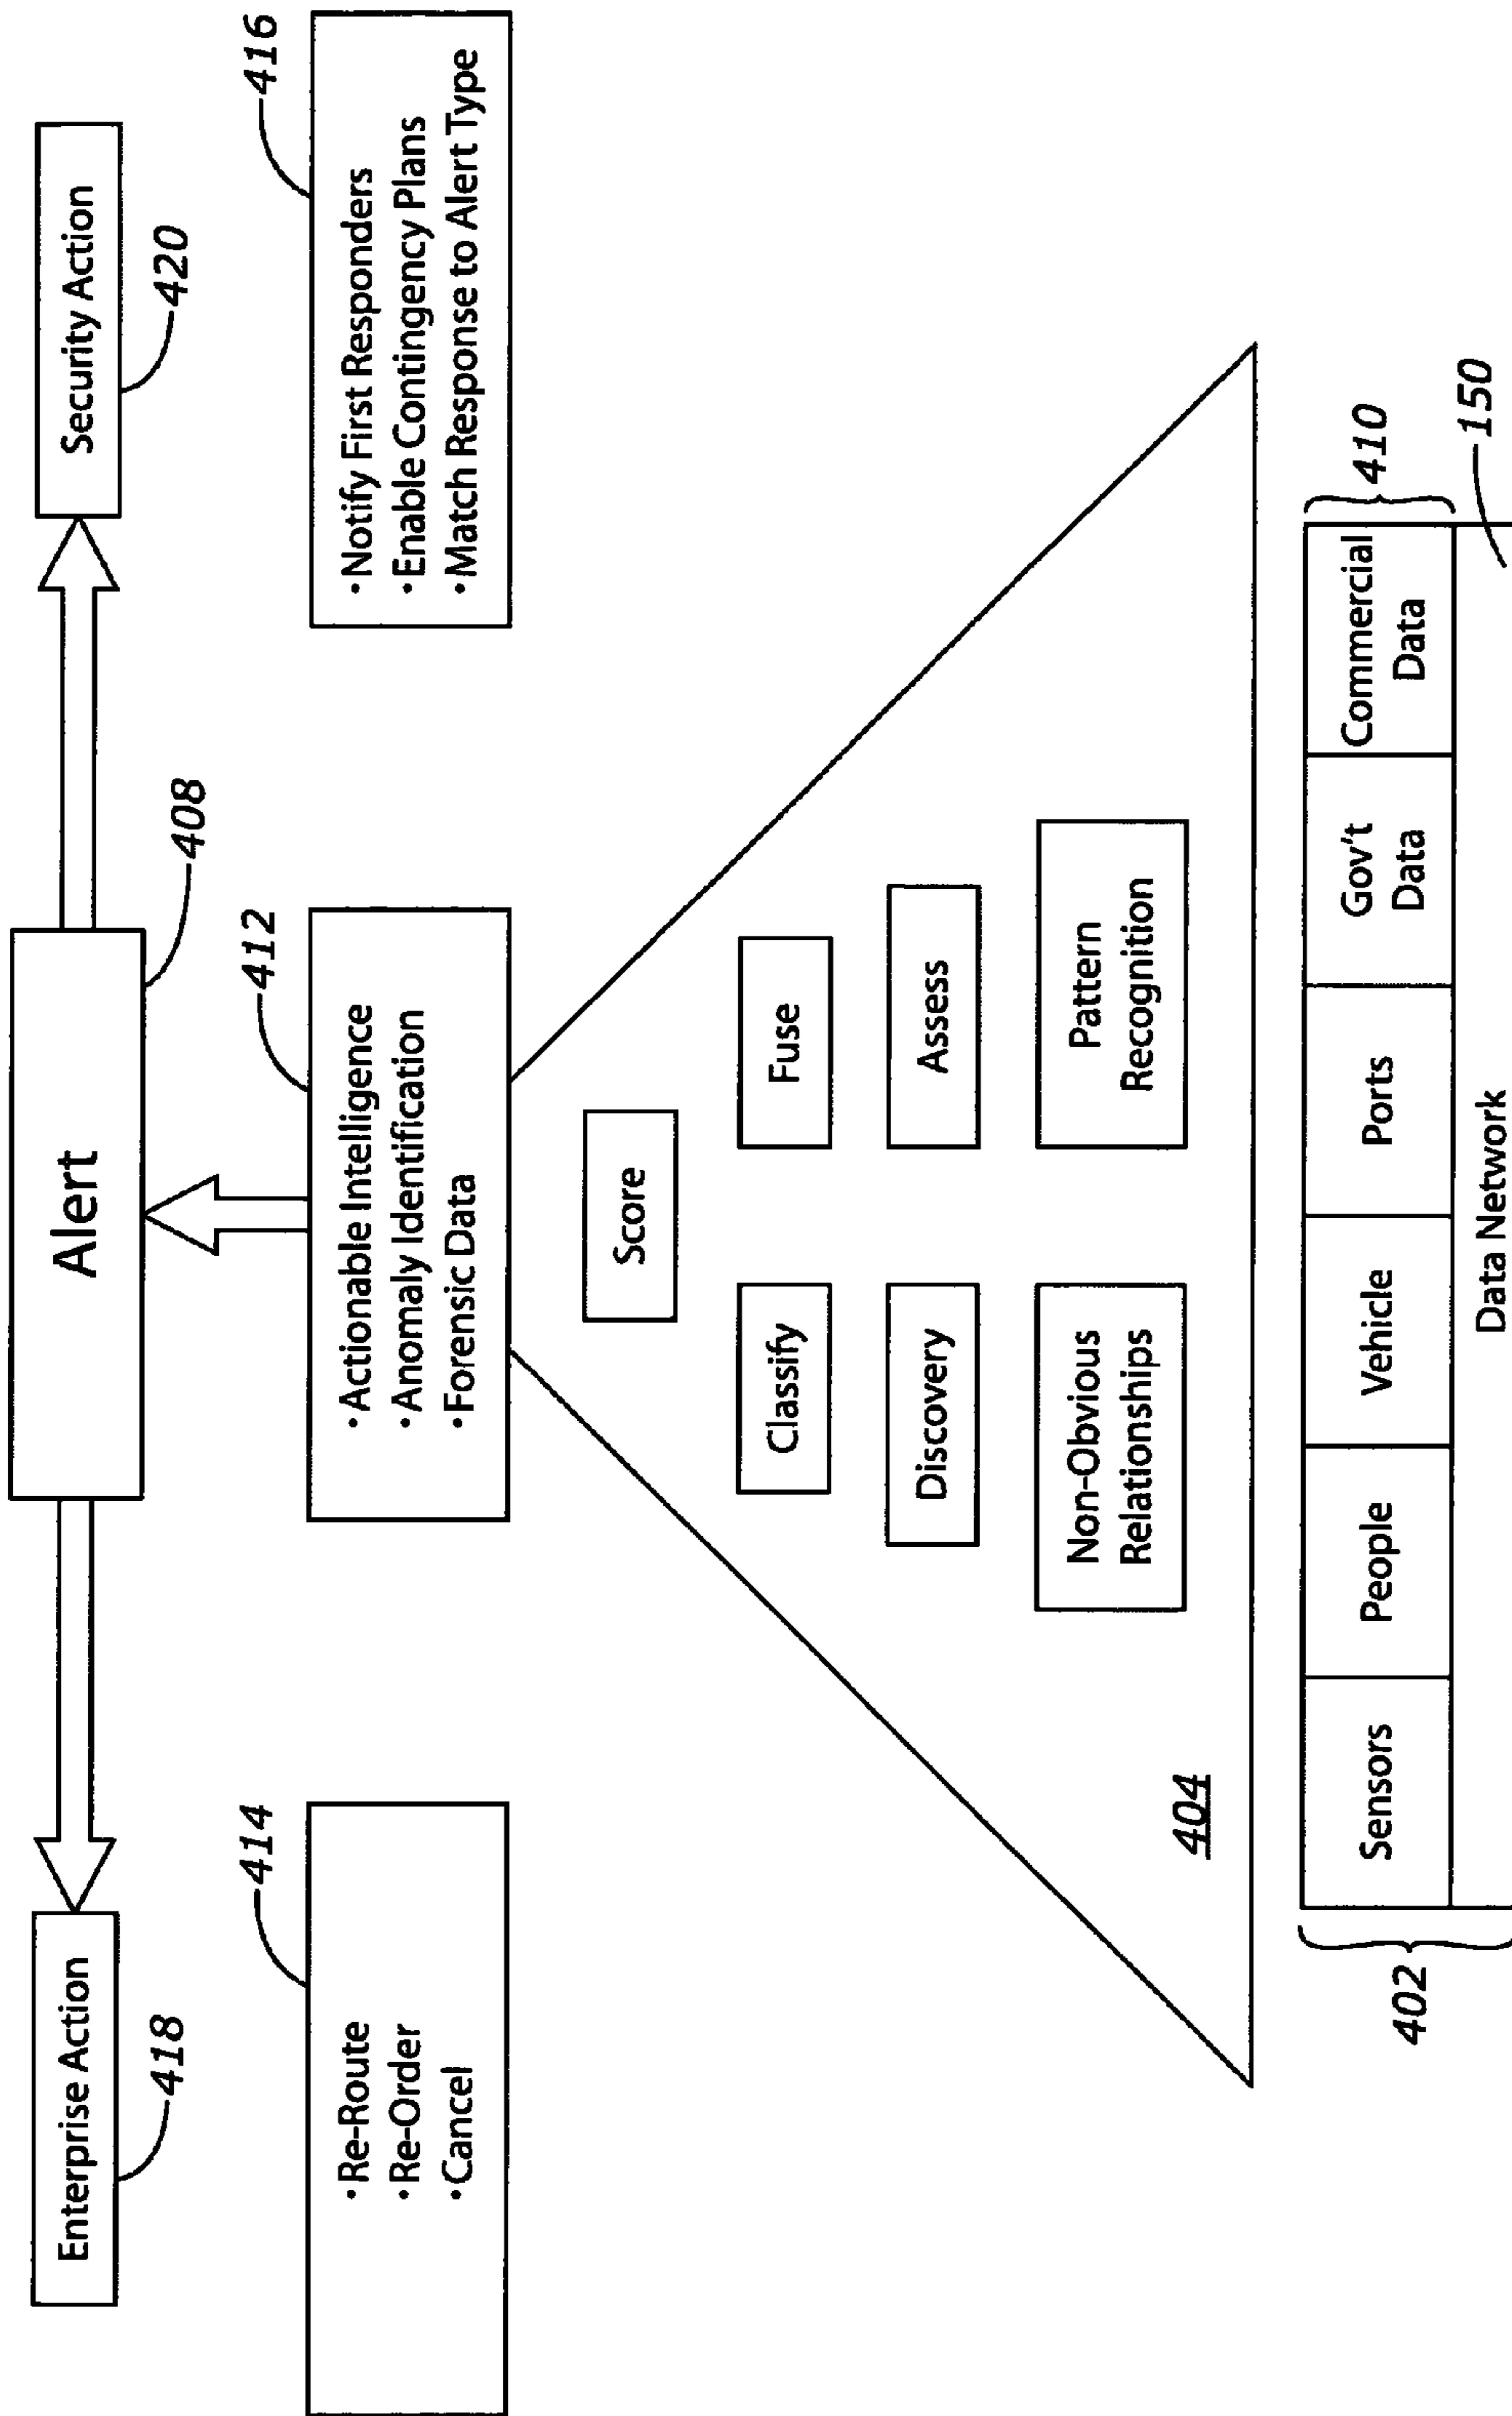 Enterprise Action
418
Alert
408
Security Action
420
414
•Re-Route
•Re-Order
•Cancel
412
•Actionable Intelligence
•Anomaly Identification
•Forensic Data
416
•Notify First Responders
•Enable Contingency Plans
•Match Response to Alert Type
Score
Classify
Fuse
Discovery
Assess
Non-Obvious
Relationships
Pattern
Recognition
404
402
Sensors
People
Vehicle
Ports
Gov't
Data
Commercial
Data
410
Data Network
150